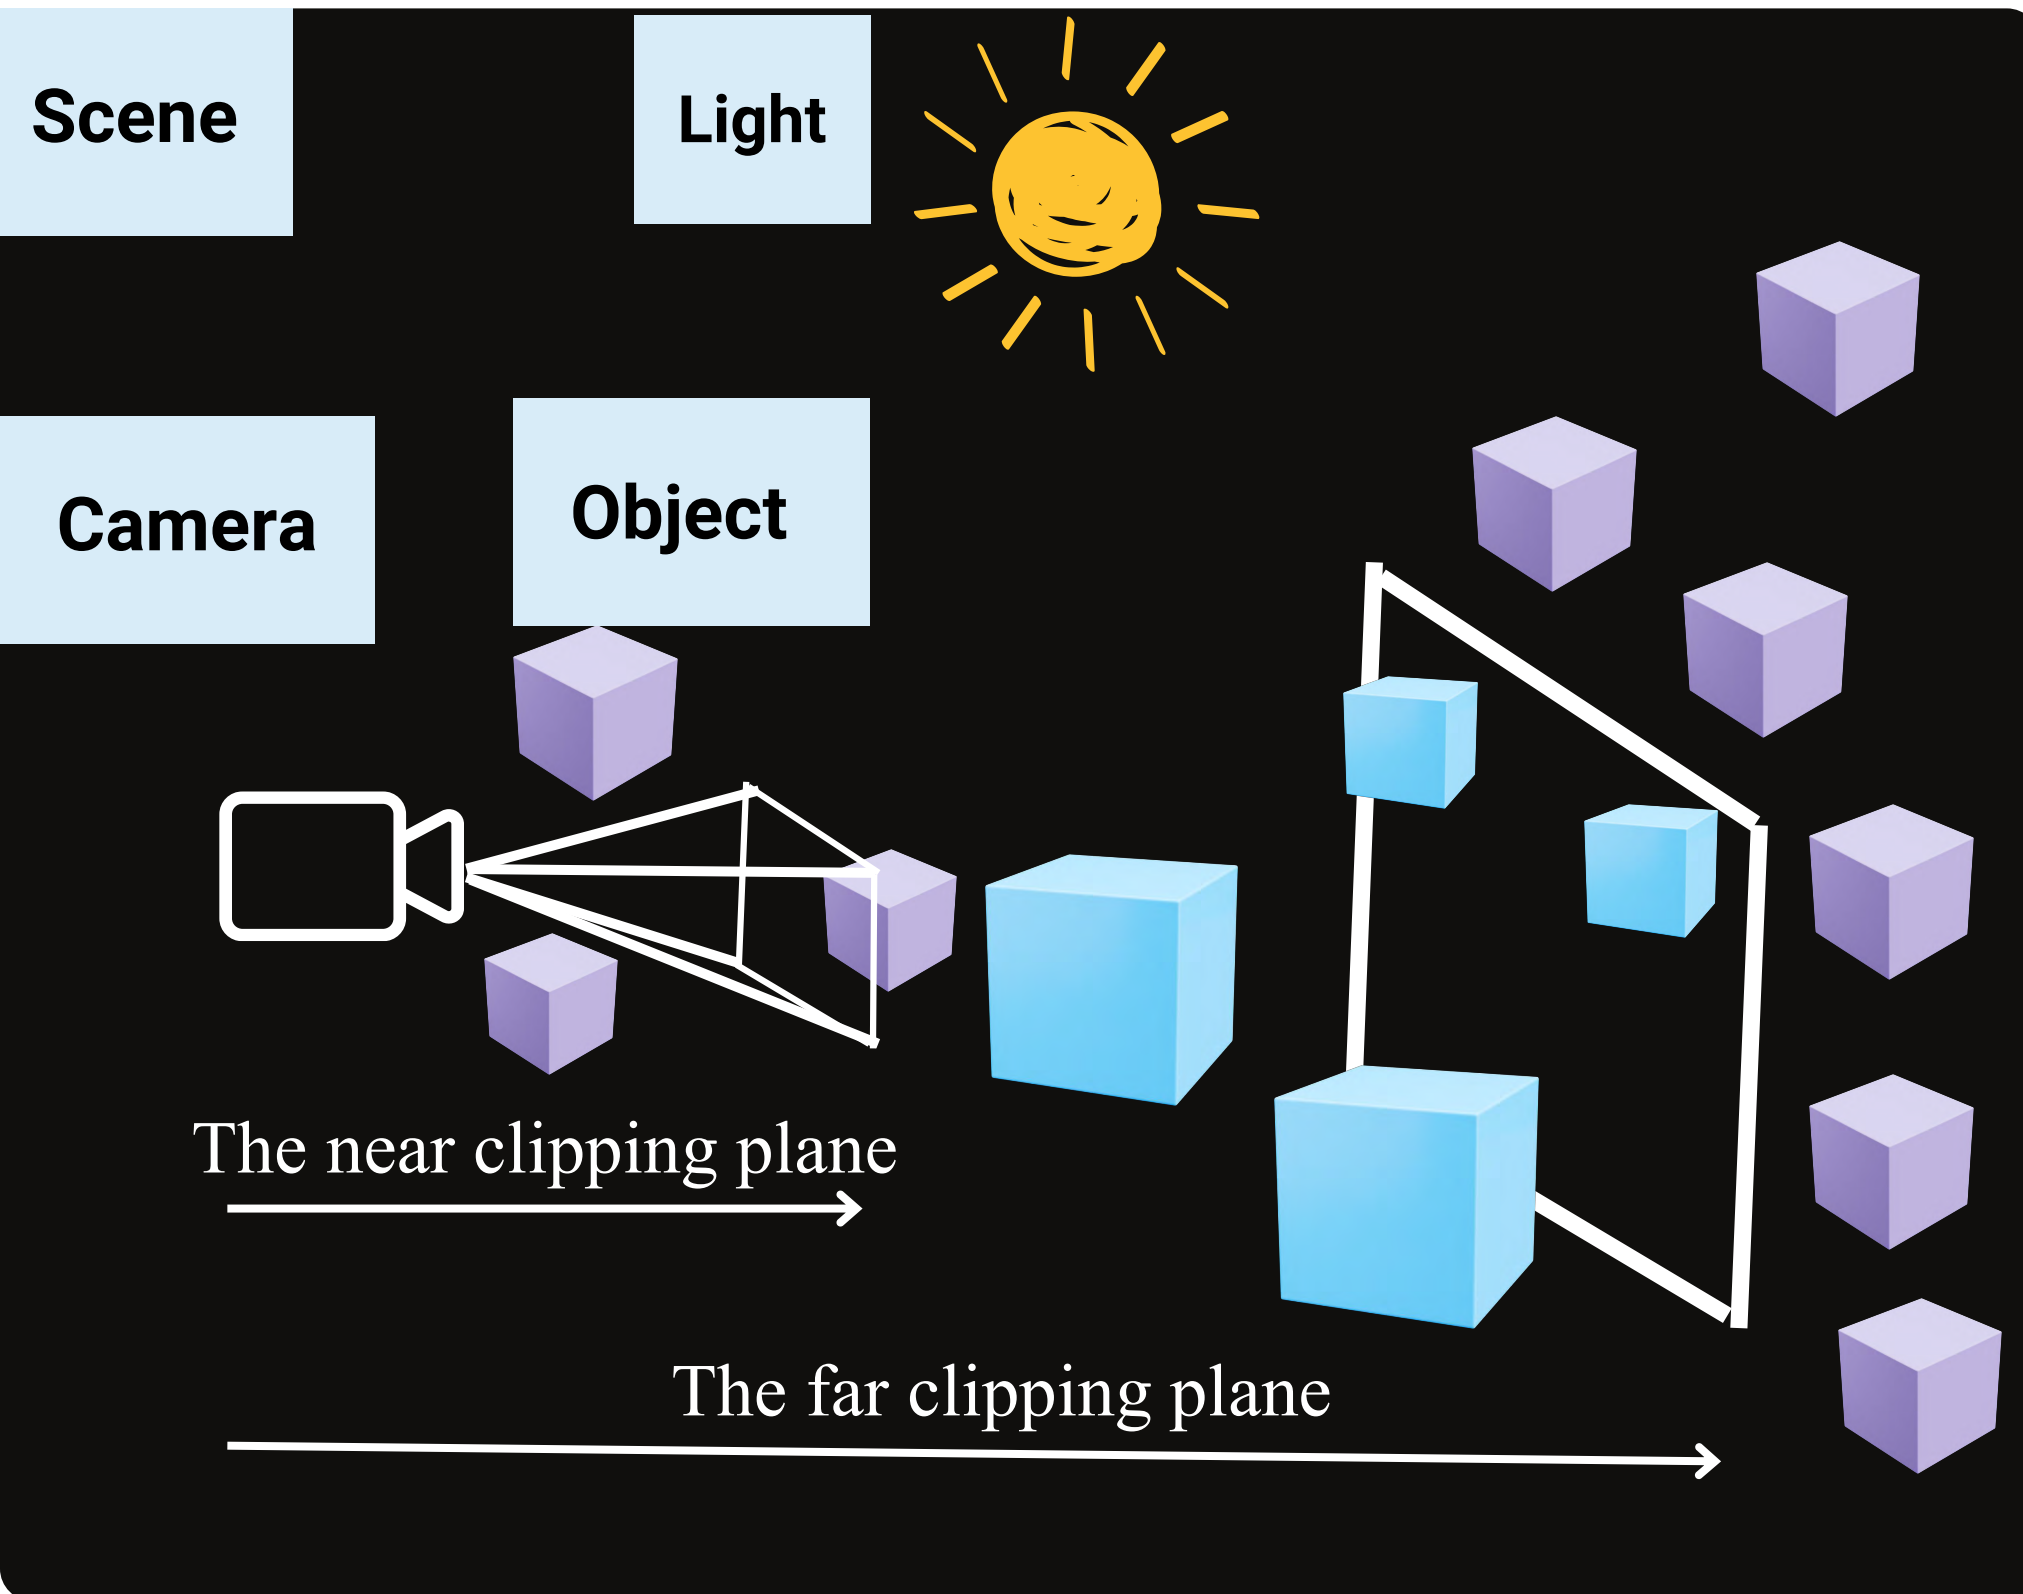 Scene
Light
Camera
Object
The near clipping plane
The far clipping plane